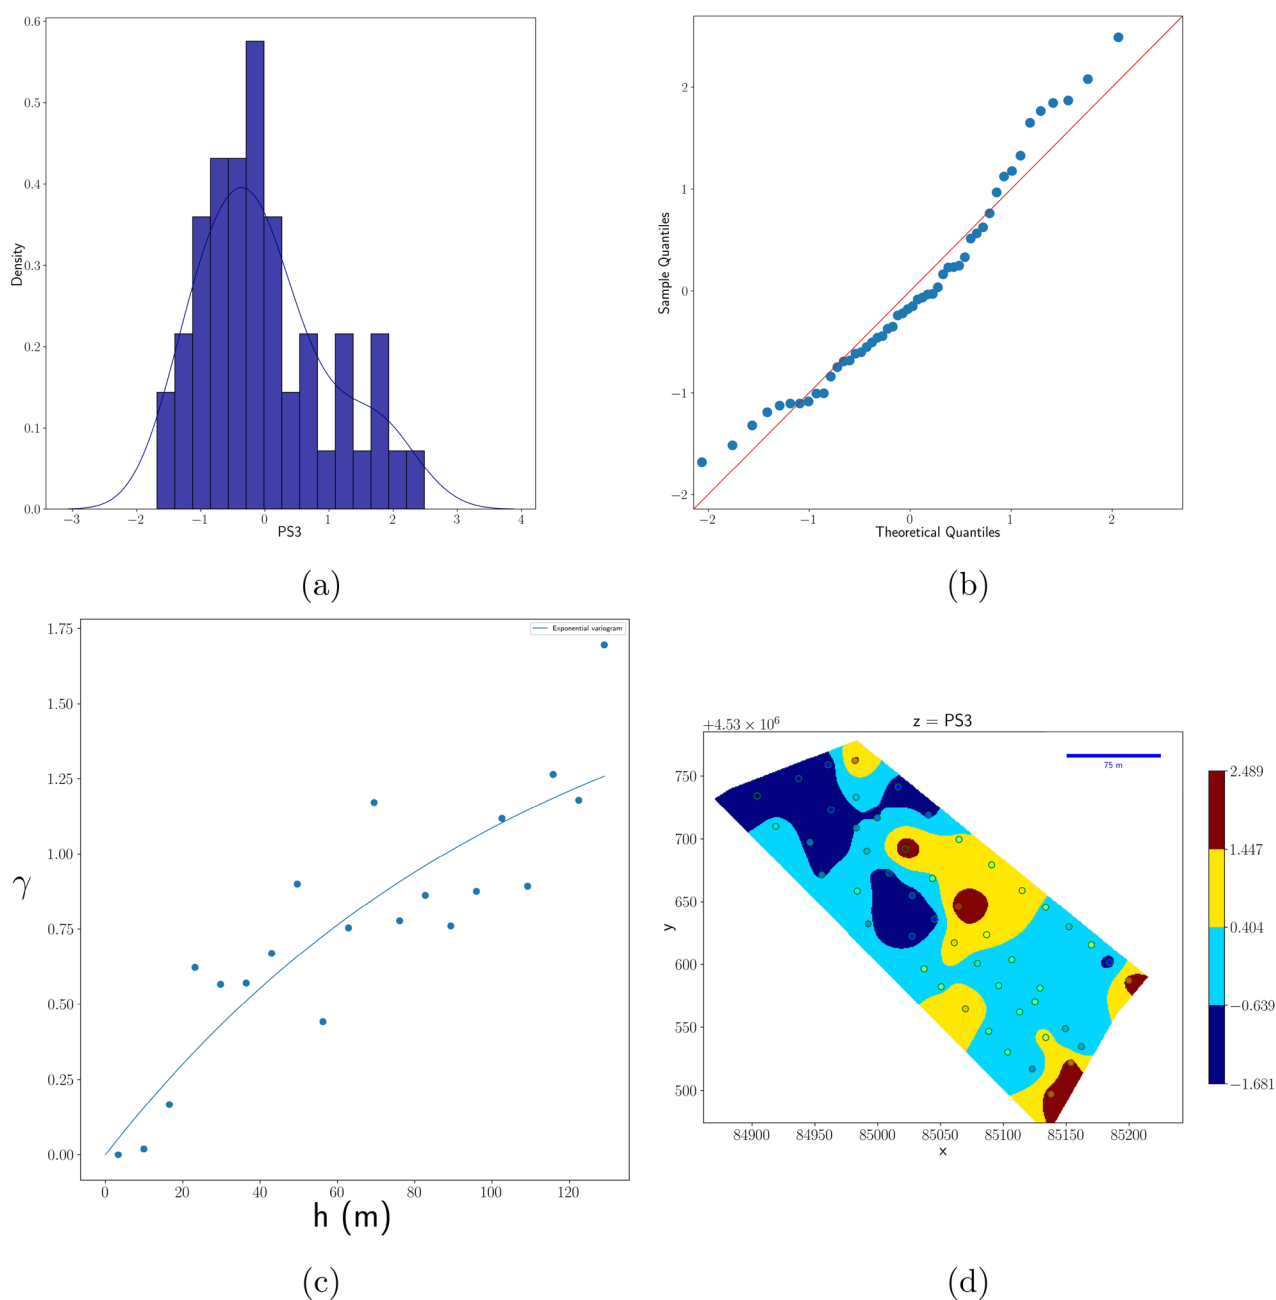 0.6
0.5
0.4
0.3
0.2
0.1
0.0
Density
−3 −2 −1 0 1 2 3 4
PS3
(a)
2
1
0
−1
−2
Sample Quantiles
−2 −1 0 1 2
Theoretical Quantiles
(b)
Exponential variogram
1.75
1.50
1.25
1.00
0.75
0.50
0.25
0.00
γ
0 20 40 60 80 100 120
h (m)
(c)
+4.53 × 10⁶
z = PS3
75 m
750
700
650
600
550
500
y
84900 84950 85000 85050 85100 85150 85200
x
2.489
1.447
0.404
−0.639
−1.681
(d)